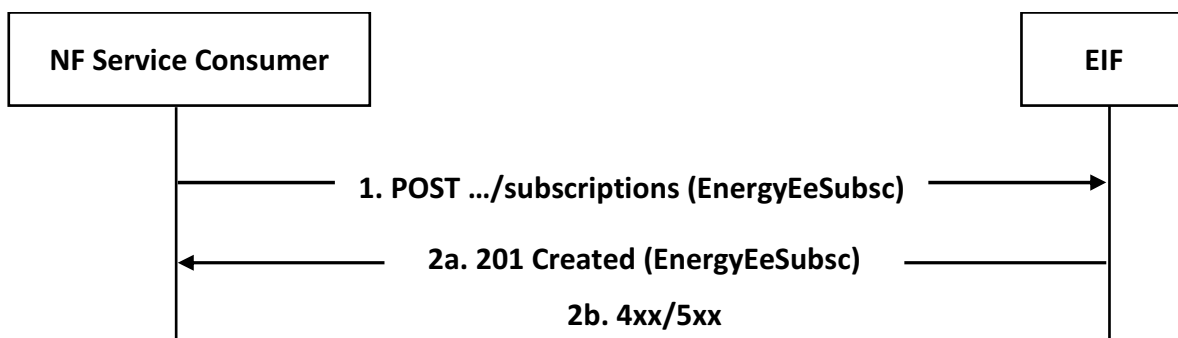 NF Service Consumer
EIF
1. POST …/subscriptions (EnergyEeSubsc)
2a. 201 Created (EnergyEeSubsc)
2b. 4xx/5xx